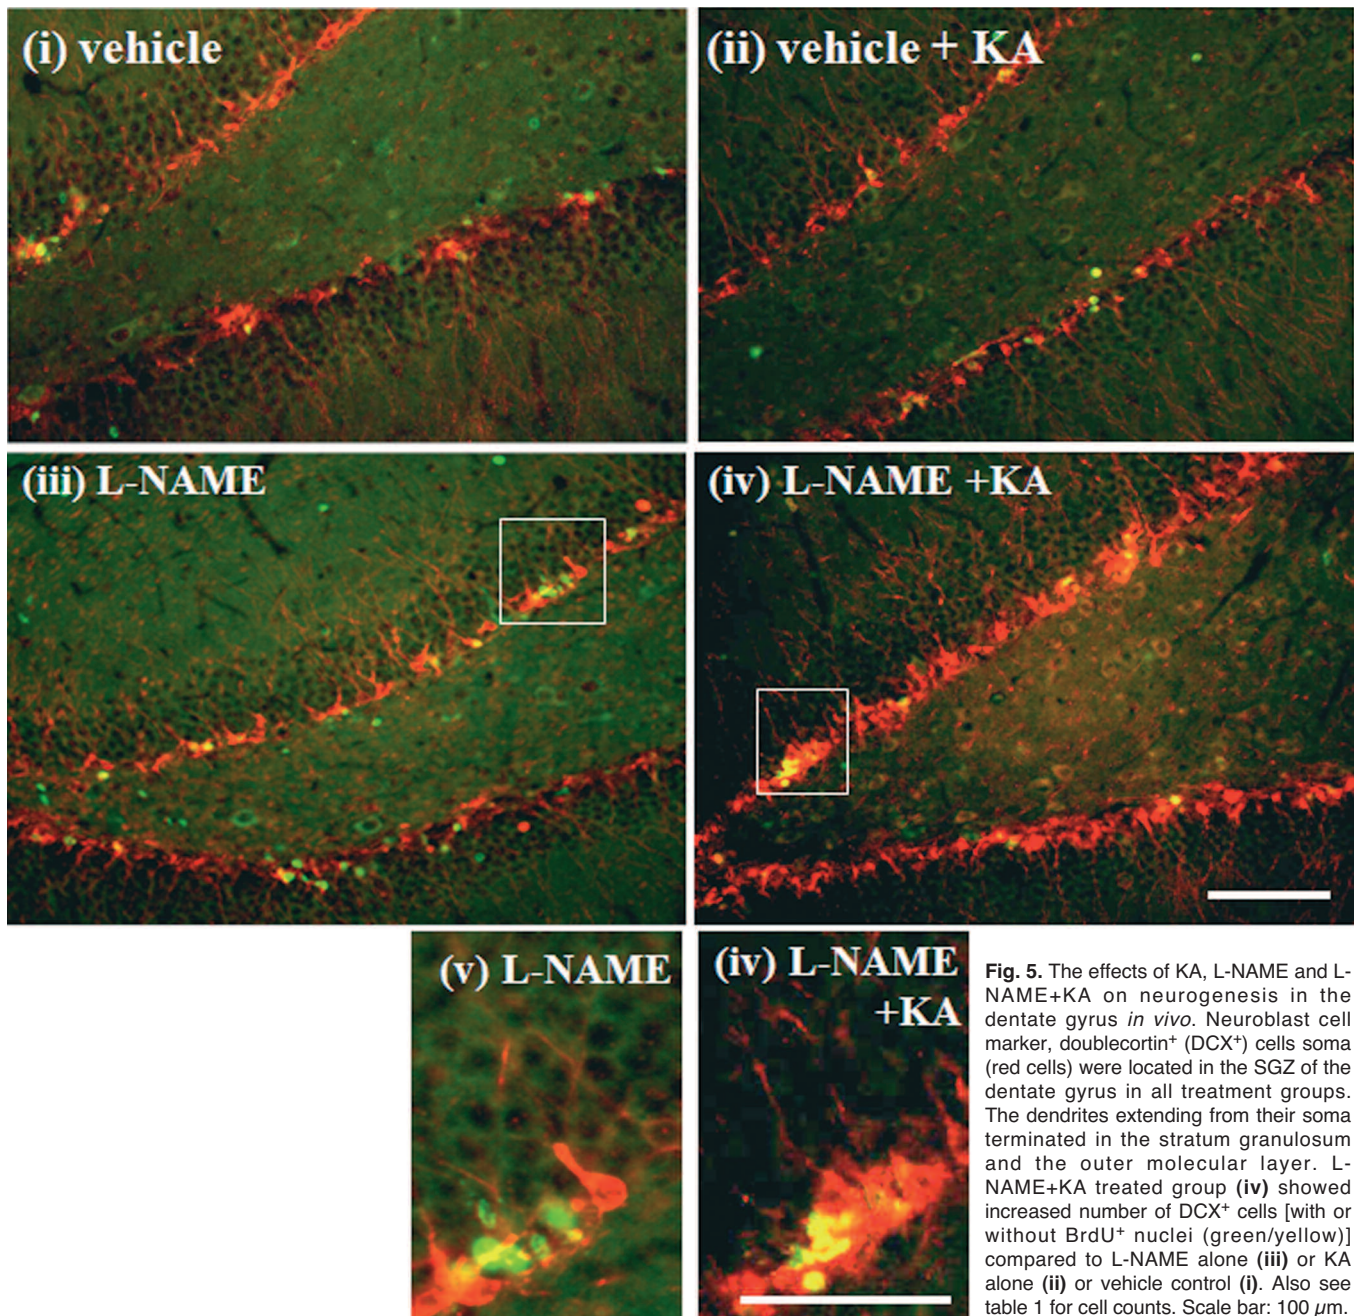 (i) vehicle
(ii) vehicle + KA
(iii) L-NAME
(iv) L-NAME +KA
(v) L-NAME
(iv) L-NAME
+KA
Fig. 5. The effects of KA, L-NAME and L-
NAME+KA on neurogenesis in the
dentate gyrus in vivo. Neuroblast cell
marker, doublecortin⁺ (DCX⁺) cells soma
(red cells) were located in the SGZ of the
dentate gyrus in all treatment groups.
The dendrites extending from their soma
terminated in the stratum granulosum
and the outer molecular layer. L-
NAME+KA treated group (iv) showed
increased number of DCX⁺ cells [with or
without BrdU⁺ nuclei (green/yellow)]
compared to L-NAME alone (iii) or KA
alone (ii) or vehicle control (i). Also see
table 1 for cell counts. Scale bar: 100 µm.